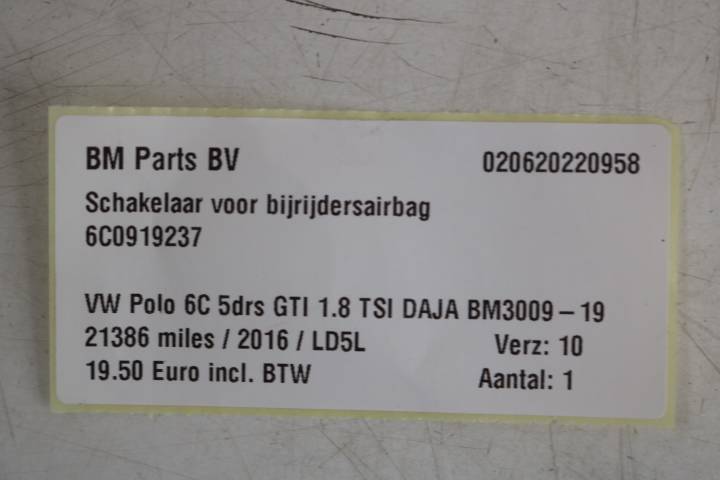 BM Parts BV 020620220958
Schakelaar voor bijrijdersairbag
6C0919237
VW Polo 6C 5drs GTI 1.8 TSI DAJA BM3009 – 19
21386 miles / 2016 / LD5L Verz: 10
19.50 Euro incl. BTW Aantal: 1